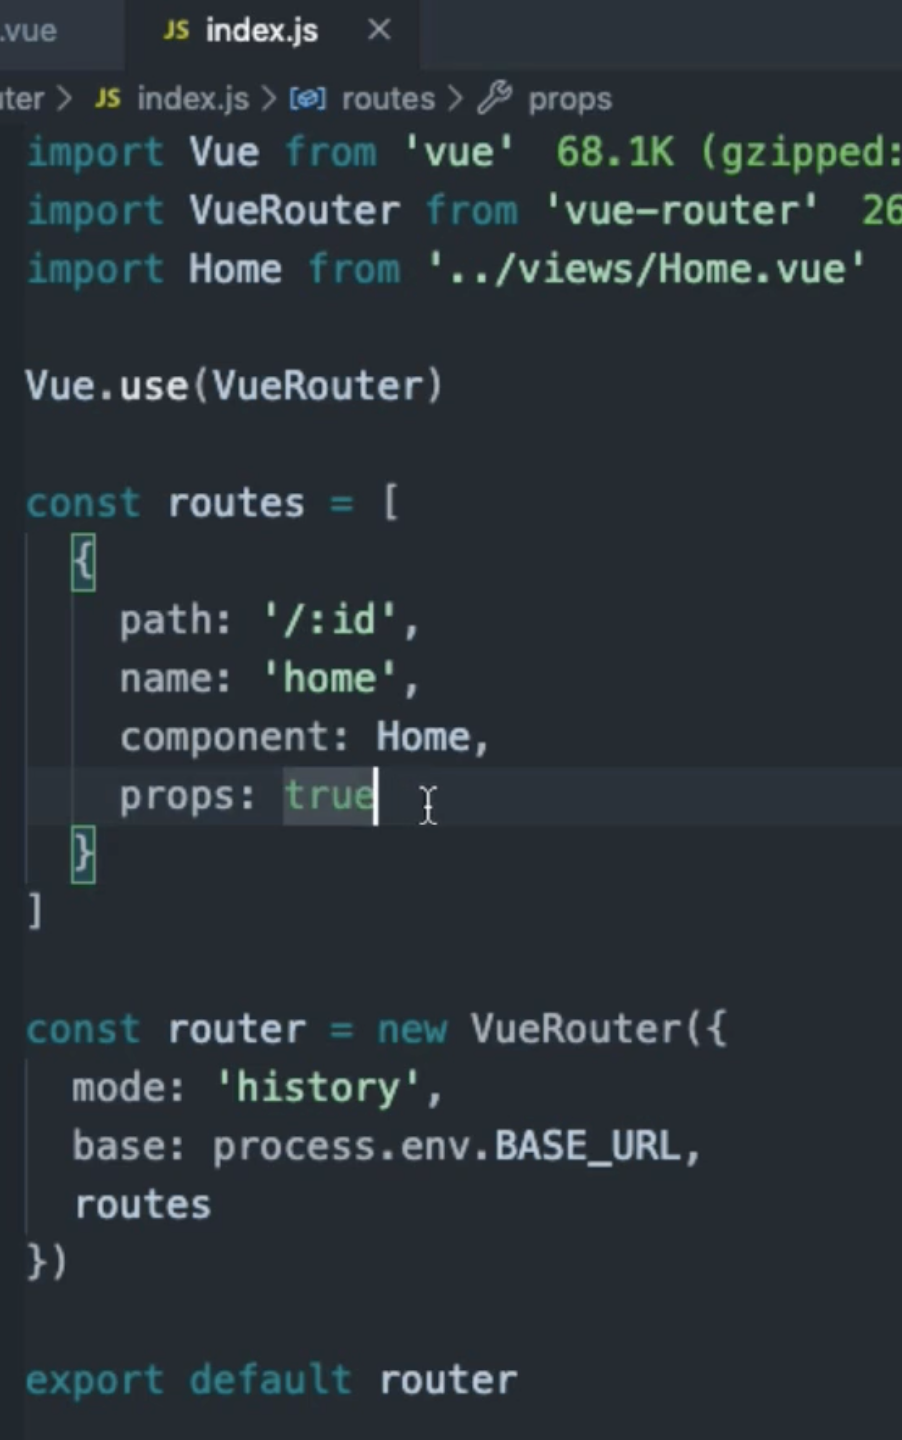 .vue JS index.js ×
JS index.js > routes > props
import Vue from 'vue' 68.1K (gzipped:
import VueRouter from 'vue-router' 26
import Home from '../views/Home.vue'
Vue.use(VueRouter)
const routes = [
{
path: '/:id',
name: 'home',
component: Home,
props: true
}
]
const router = new VueRouter({
mode: 'history',
base: process.env.BASE_URL,
routes
})
export default router